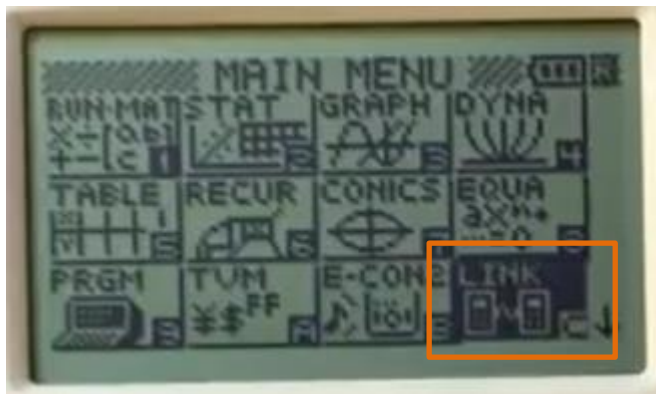 MAIN MENU
RUN·MAT STAT GRAPH DYNA
TABLE RECUR CONICS EQUA
PRGM TVM E-CON2 LINK